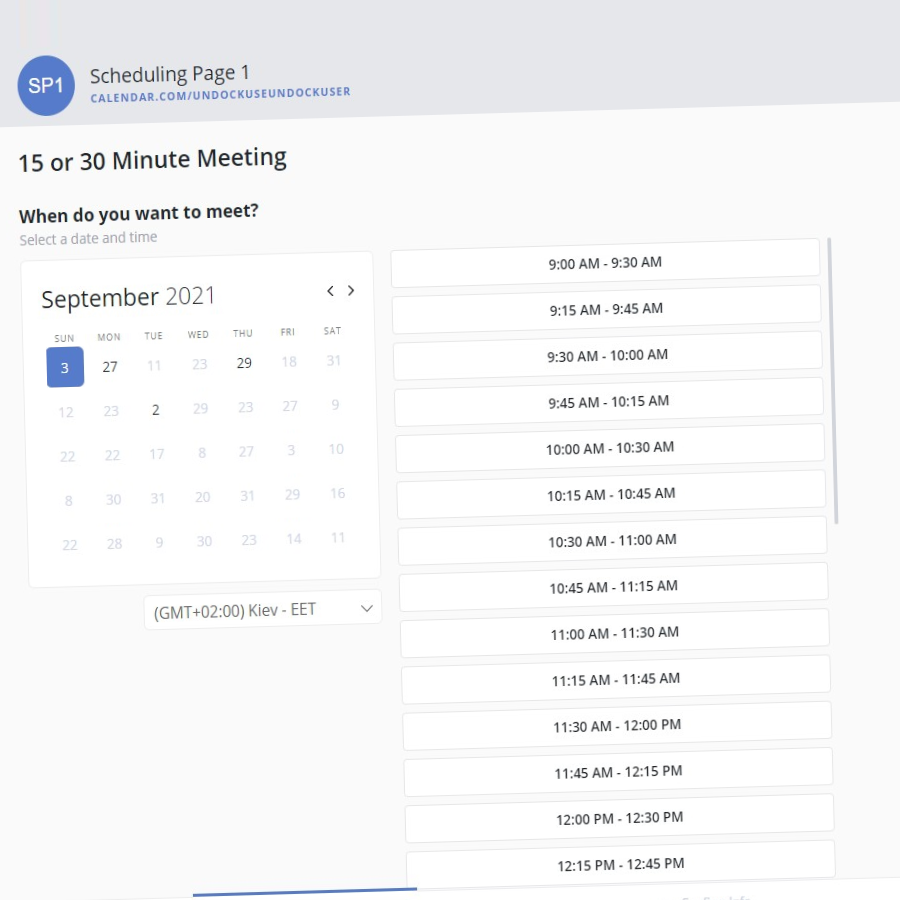 SP1
Scheduling Page 1
CALENDAR.COM/UNDOCKUSEUNDOCKUSER
15 or 30 Minute Meeting
When do you want to meet?
Select a date and time
September 2021
SUN MON TUE WED THU FRI SAT
3 27 11 23 29 18 31
12 23 2 29 23 27 9
22 22 17 8 27 3 10
8 30 31 20 31 29 16
22 28 9 30 23 14 11
(GMT+02:00) Kiev - EET
9:00 AM - 9:30 AM
9:15 AM - 9:45 AM
9:30 AM - 10:00 AM
9:45 AM - 10:15 AM
10:00 AM - 10:30 AM
10:15 AM - 10:45 AM
10:30 AM - 11:00 AM
10:45 AM - 11:15 AM
11:00 AM - 11:30 AM
11:15 AM - 11:45 AM
11:30 AM - 12:00 PM
11:45 AM - 12:15 PM
12:00 PM - 12:30 PM
12:15 PM - 12:45 PM